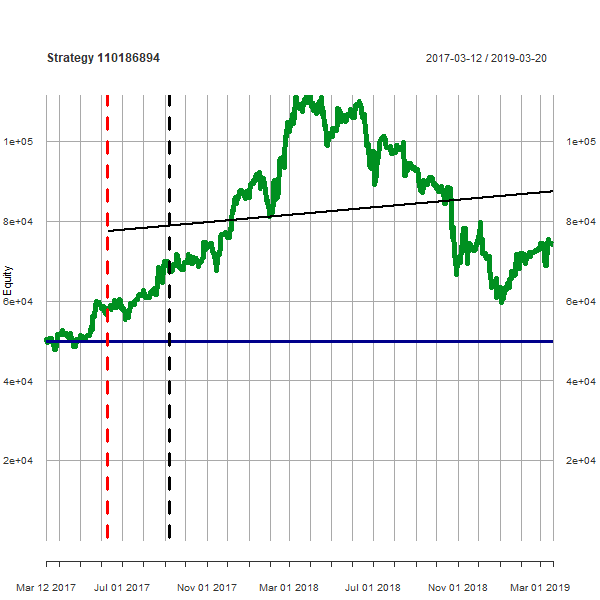 Strategy 110186894
2017-03-12 / 2019-03-20
1e+05
1e+05
8e+04
8e+04
Equity
6e+04
6e+04
4e+04
4e+04
2e+04
2e+04
Mar 12 2017
Jul 01 2017
Nov 01 2017
Mar 01 2018
Jul 01 2018
Nov 01 2018
Mar 01 2019